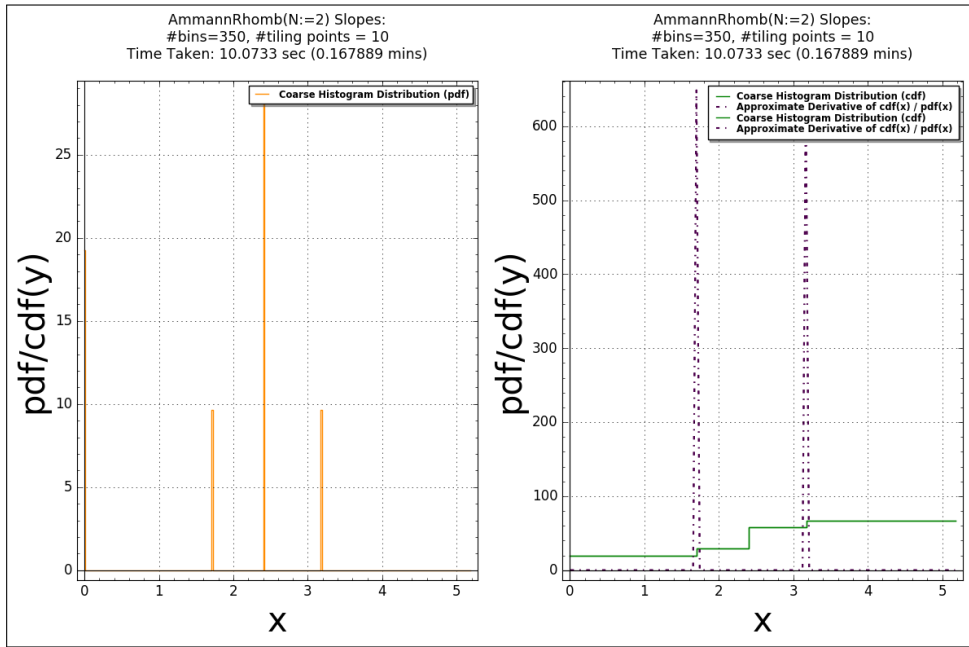 AmmannRhomb(N:=2) Slopes:
#bins=350, #tiling points = 10
Time Taken: 10.0733 sec (0.167889 mins)
Coarse Histogram Distribution (pdf)
pdf/cdf(y)
25
20
15
10
5
0
0 1 2 3 4 5
x
AmmannRhomb(N:=2) Slopes:
#bins=350, #tiling points = 10
Time Taken: 10.0733 sec (0.167889 mins)
Coarse Histogram Distribution (cdf)
Approximate Derivative of cdf(x) / pdf(x)
Coarse Histogram Distribution (cdf)
Approximate Derivative of cdf(x) / pdf(x)
pdf/cdf(y)
600
500
400
300
200
100
0
0 1 2 3 4 5
x